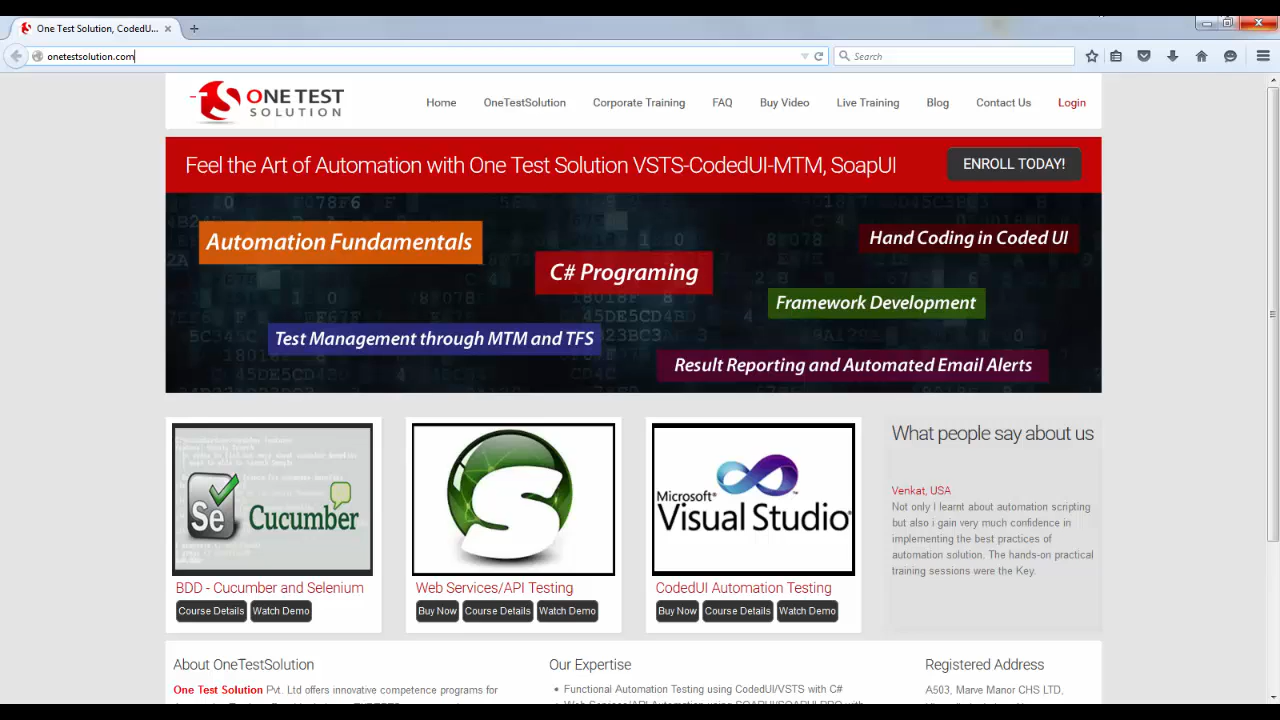 One Test Solution, CodedU...
onetestsolution.com
Search
ONE TEST
SOLUTION
Home
OneTestSolution
Corporate Training
FAQ
Buy Video
Live Training
Blog
Contact Us
Login
Feel the Art of Automation with One Test Solution VSTS-CodedUI-MTM, SoapUI
ENROLL TODAY!
Automation Fundamentals
Hand Coding in Coded UI
C# Programing
Framework Development
Test Management through MTM and TFS
Result Reporting and Automated Email Alerts
Se
Cucumber
S
Microsoft®
Visual Studio
BDD - Cucumber and Selenium
Course Details
Watch Demo
Web Services/API Testing
Buy Now
Course Details
Watch Demo
CodedUI Automation Testing
Buy Now
Course Details
Watch Demo
What people say about us
Venkat, USA
Not only I learnt about automation scripting
but also i gain very much confidence in
implementing the best practices of
automation solution. The hands-on practical
training sessions were the Key.
About OneTestSolution
One Test Solution Pvt. Ltd offers innovative competence programs for
Our Expertise
Functional Automation Testing using CodedUI/VSTS with C#
Registered Address
A503, Marve Manor CHS LTD,